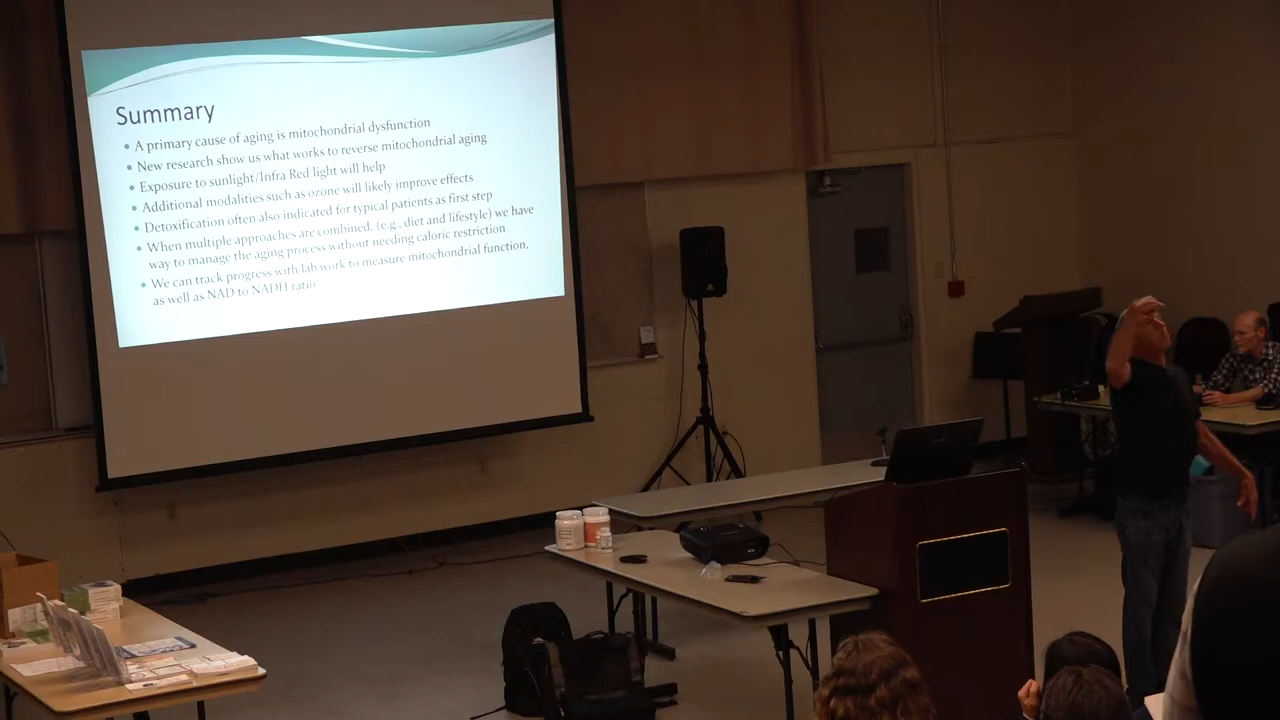 Summary
• A primary cause of aging is mitochondrial dysfunction
• New research show us what works to reverse mitochondrial aging
• Exposure to sunlight/Infra Red light will help
• Additional modalities such as ozone will likely improve effects
• Detoxification often also indicated for typical patients as first step
• When multiple approaches are combined, (e.g., diet and lifestyle) we have
way to manage the aging process without needing caloric restriction
• We can track progress with lab work to measure mitochondrial function,
as well as NAD to NADH ratio